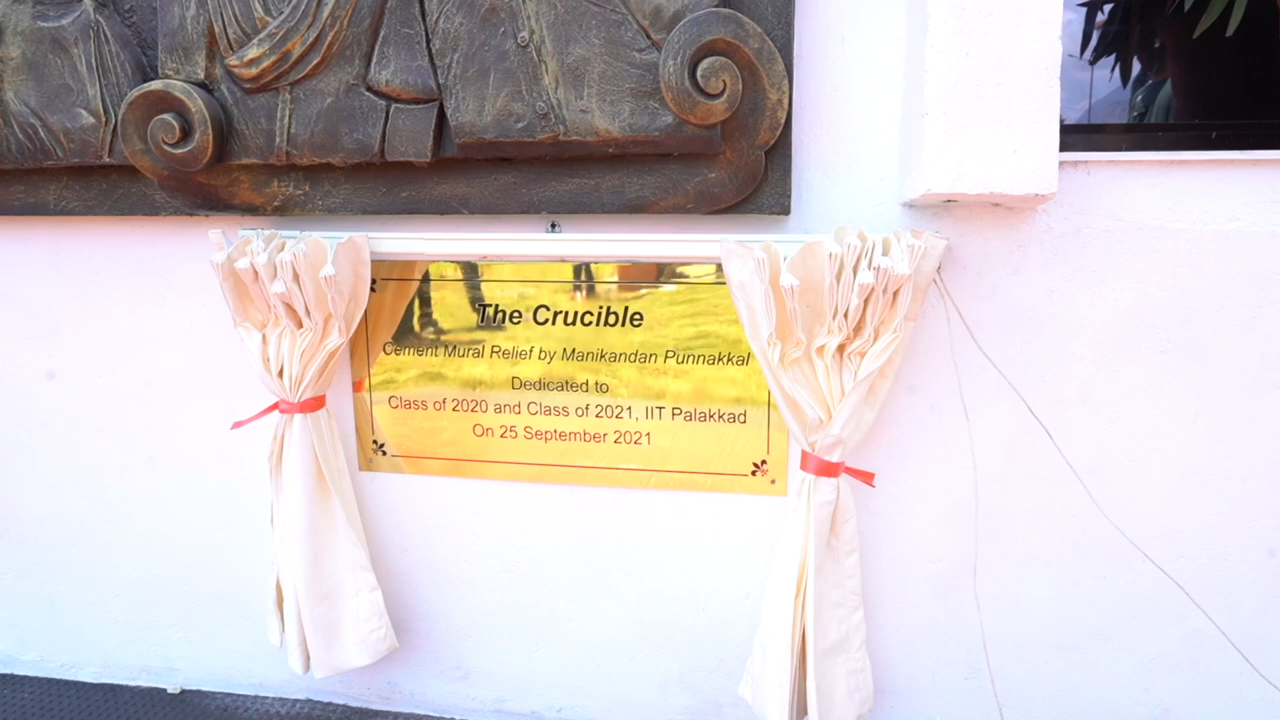 The Crucible
Cement Mural Relief by Manikandan Punnakkal
Dedicated to
Class of 2020 and Class of 2021, IIT Palakkad
On 25 September 2021